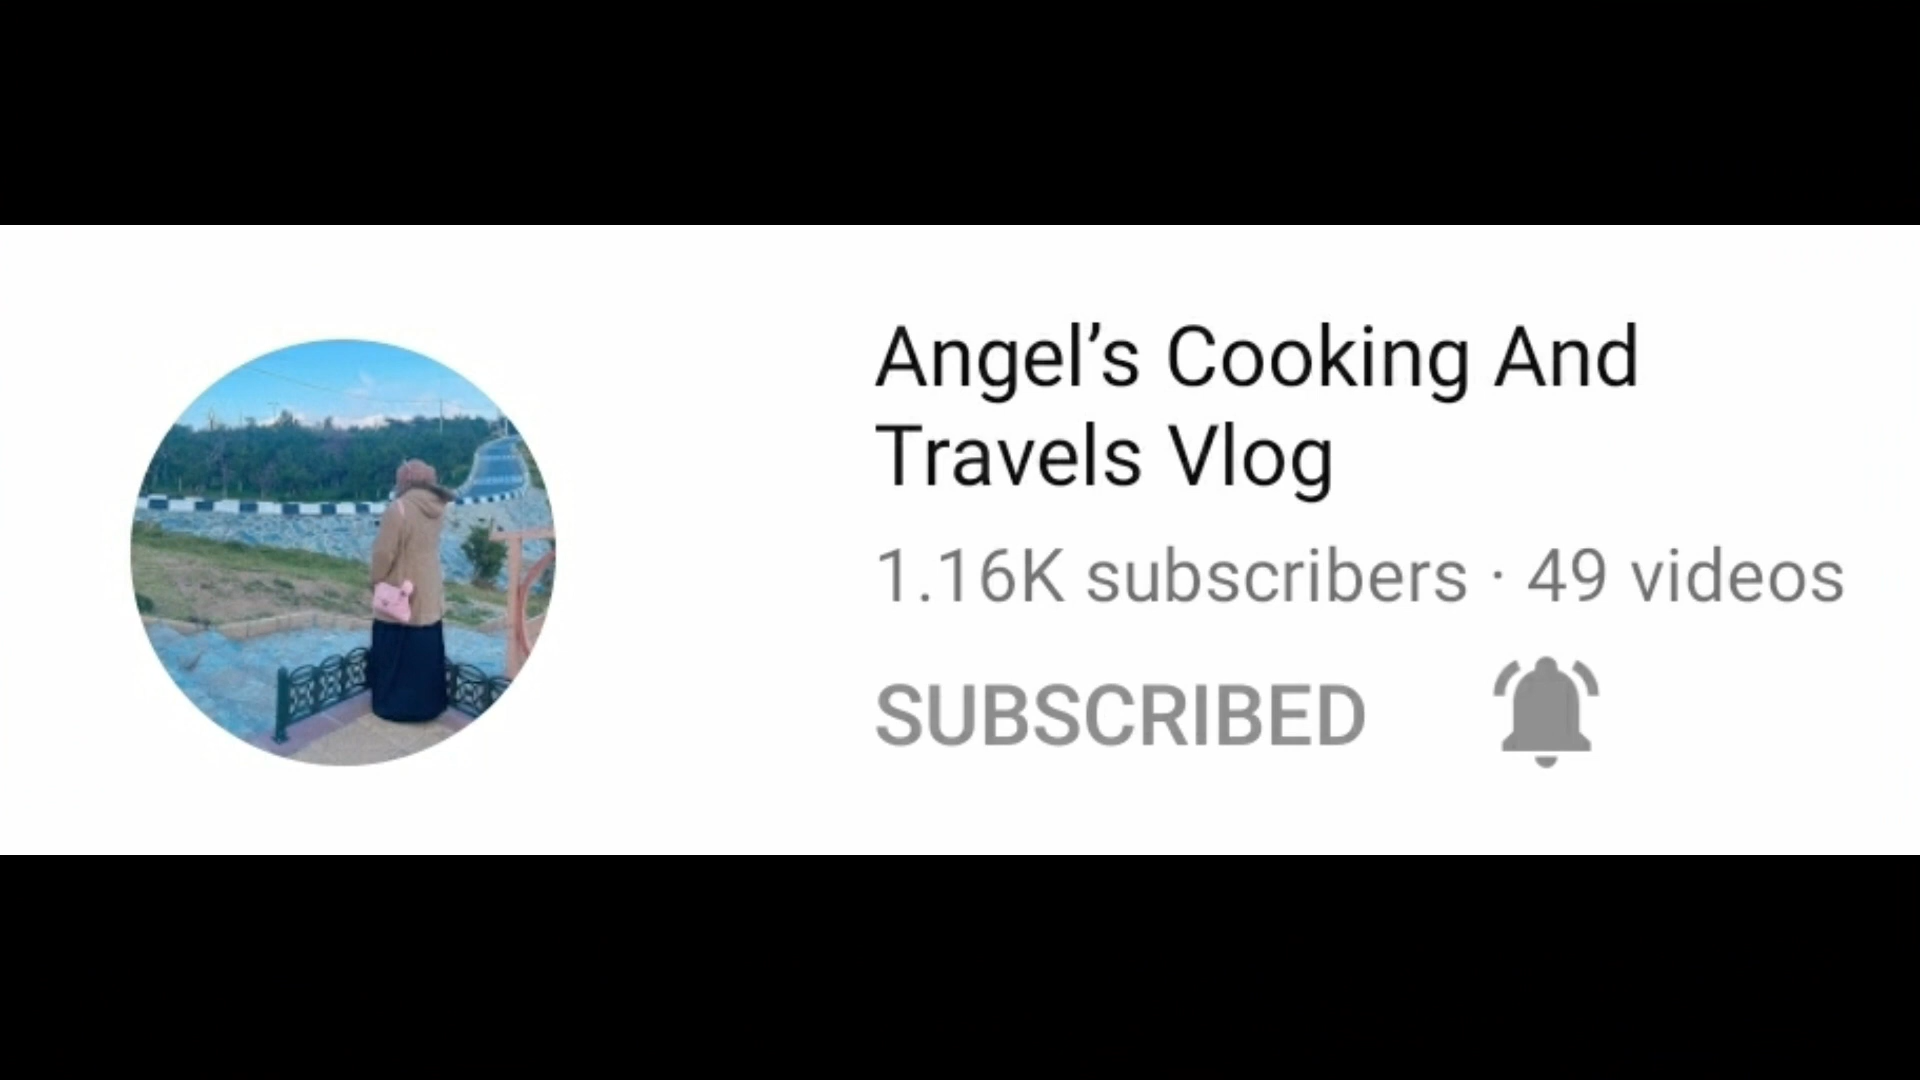 Angel’s Cooking And
Travels Vlog
1.16K subscribers · 49 videos
SUBSCRIBED